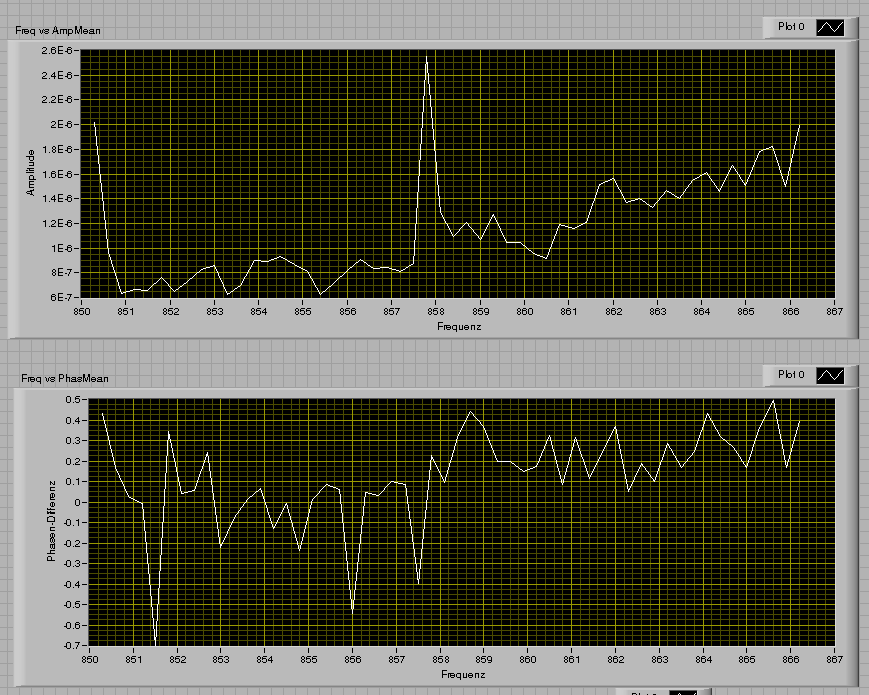 Freq vs AmpMean
Plot 0
2.6E-6
2.4E-6
2.2E-6
2E-6
1.8E-6
1.6E-6
1.4E-6
1.2E-6
1E-6
8E-7
6E-7
Amplitude
850 851 852 853 854 855 856 857 858 859 860 861 862 863 864 865 866 867
Frequenz
Freq vs PhasMean
Plot 0
0.5
0.4
0.3
0.2
0.1
0
-0.1
-0.2
-0.3
-0.4
-0.5
-0.6
-0.7
Phasen-Differenz
850 851 852 853 854 855 856 857 858 859 860 861 862 863 864 865 866 867
Frequenz